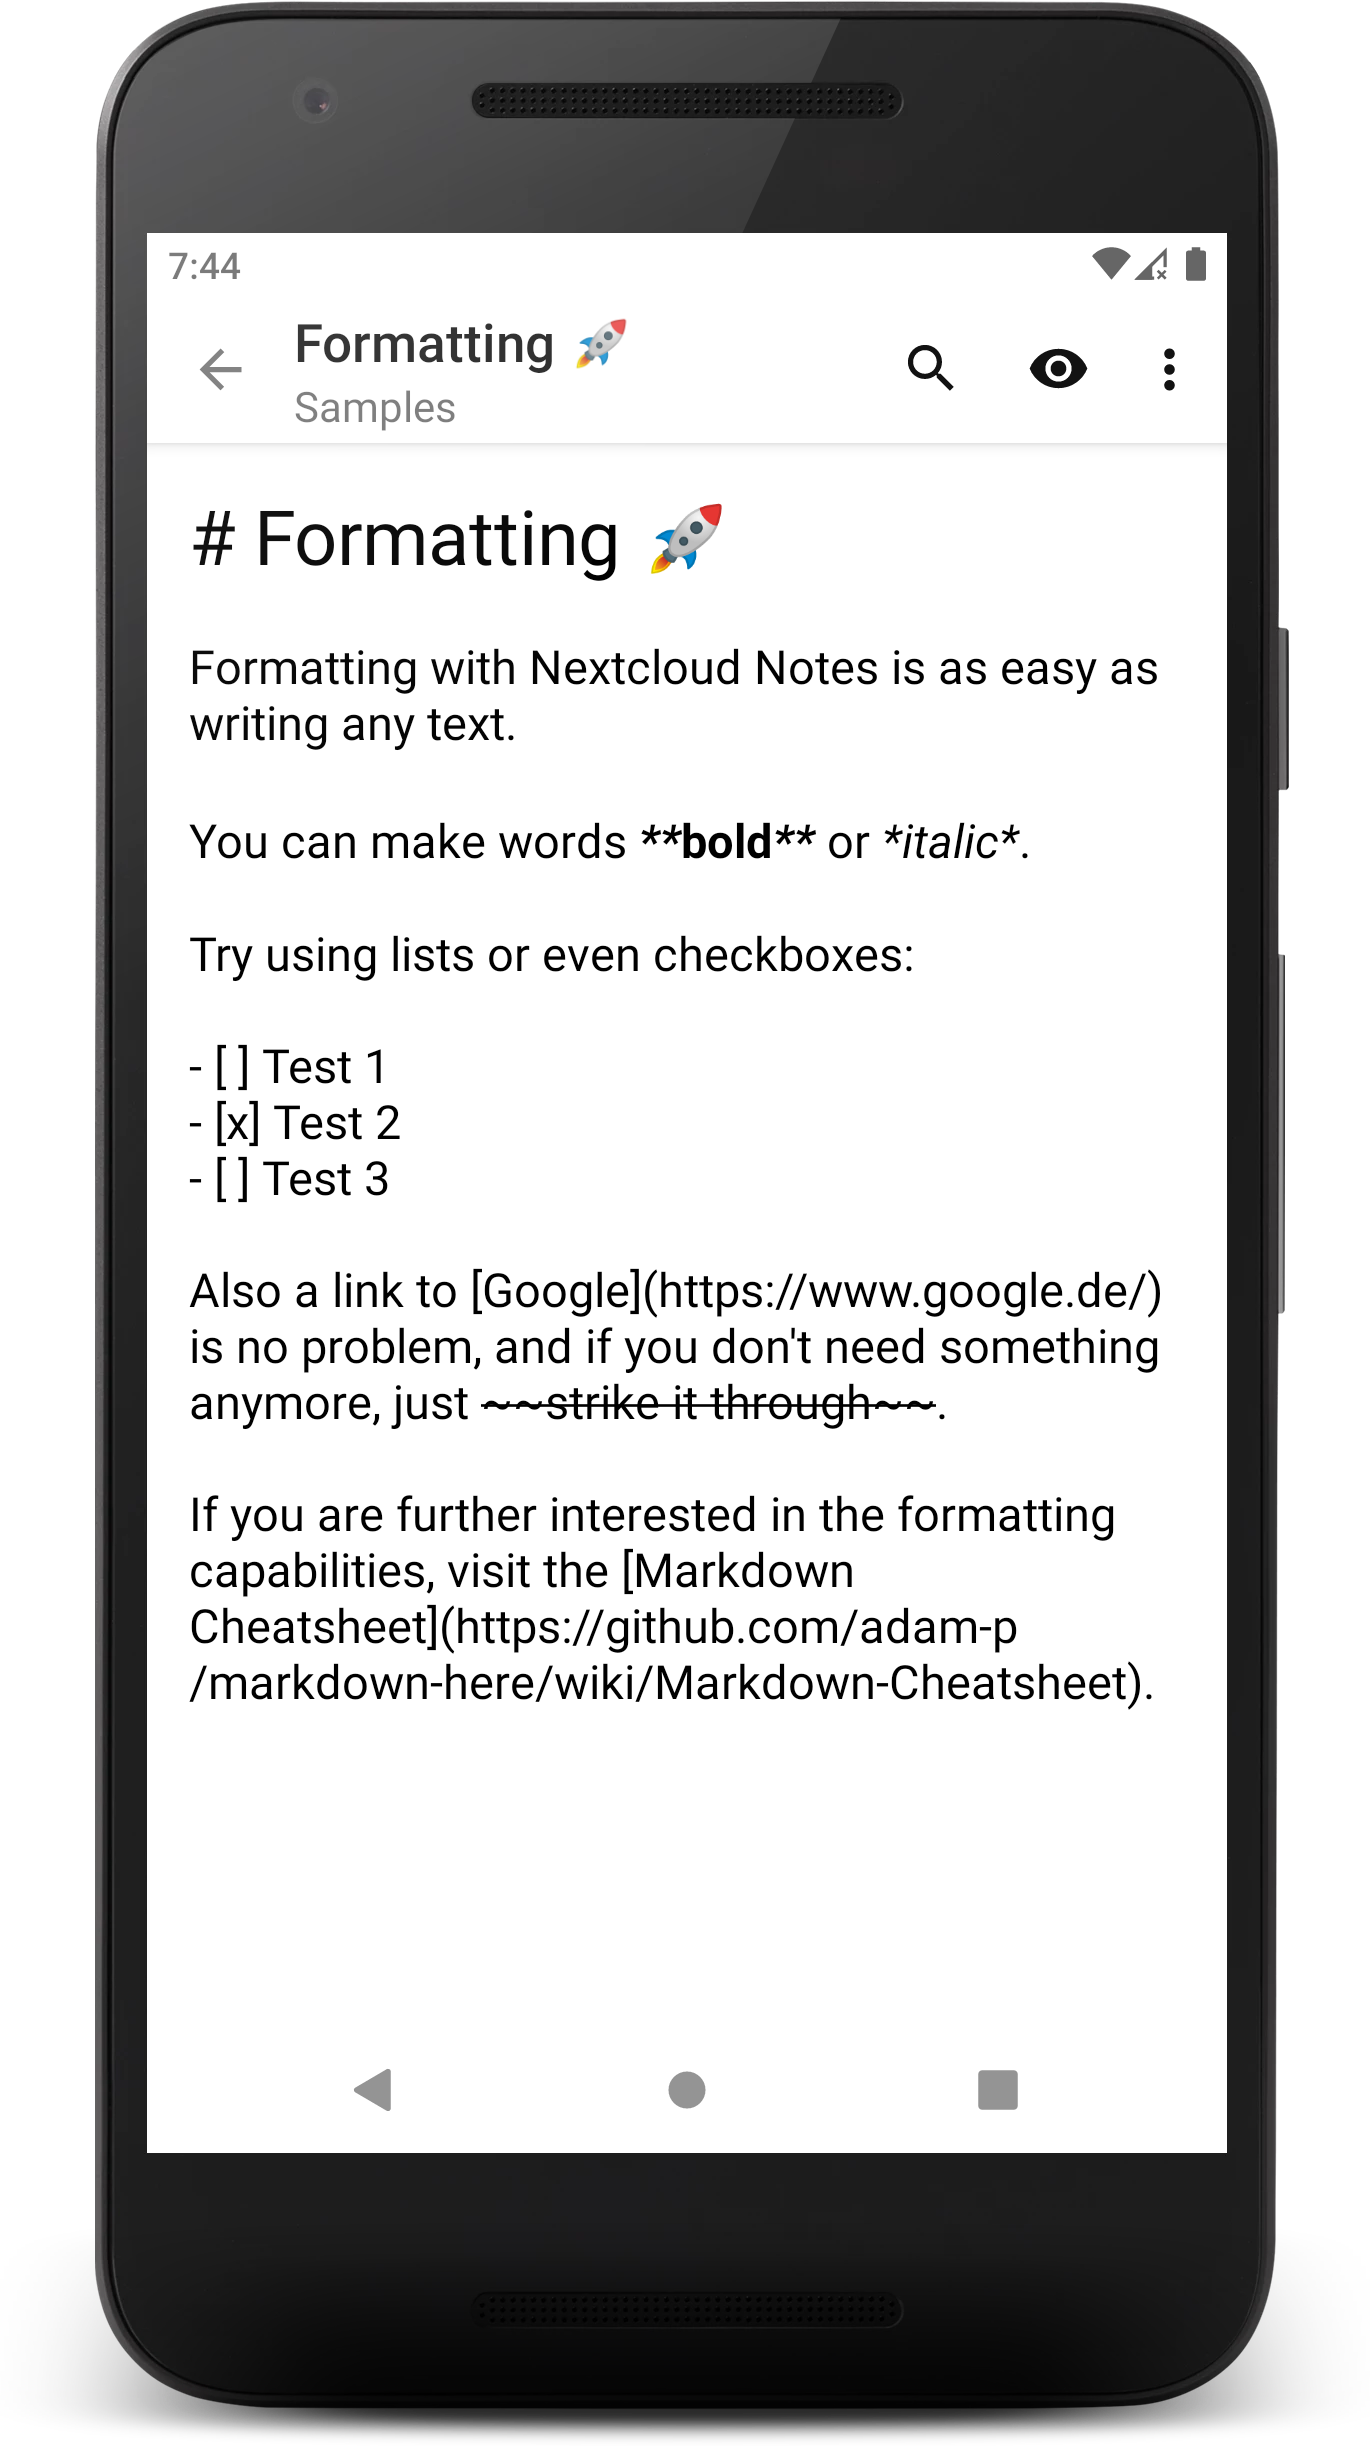 7:44
Formatting 🚀
Samples
# Formatting 🚀
Formatting with Nextcloud Notes is as easy as
writing any text.
You can make words **bold** or *italic*.
Try using lists or even checkboxes:
- [ ] Test 1
- [x] Test 2
- [ ] Test 3
Also a link to [Google](https://www.google.de/)
is no problem, and if you don't need something
anymore, just ~~strike it through~~.
If you are further interested in the formatting
capabilities, visit the [Markdown
Cheatsheet](https://github.com/adam-p
/markdown-here/wiki/Markdown-Cheatsheet).